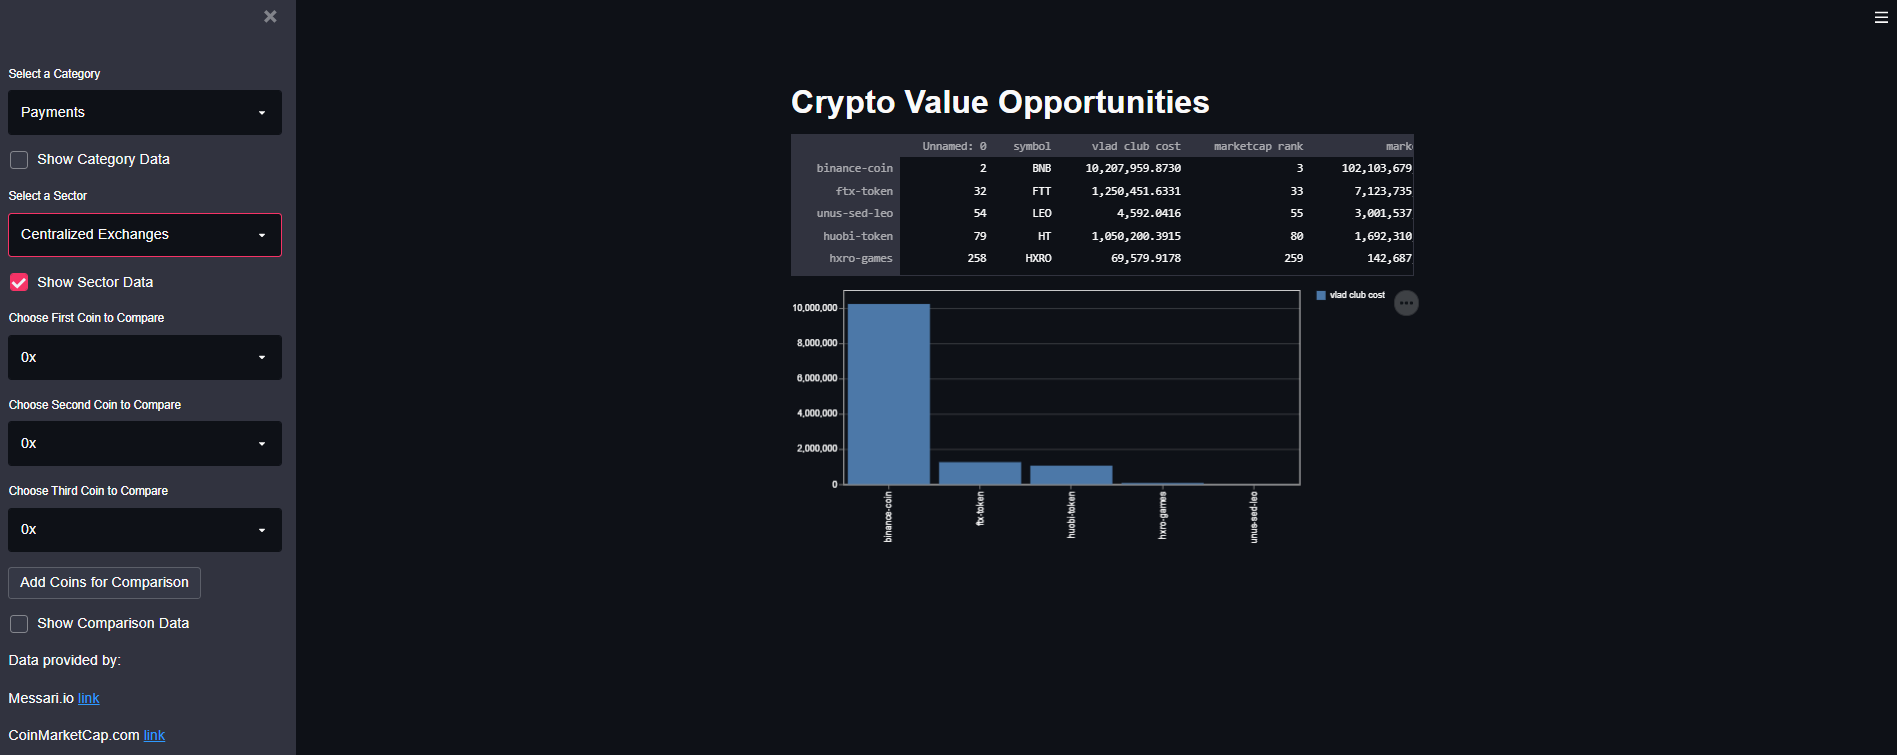 Select a Category
Payments
Show Category Data
Select a Sector
Centralized Exchanges
Show Sector Data
Choose First Coin to Compare
0x
Choose Second Coin to Compare
0x
Choose Third Coin to Compare
0x
Add Coins for Comparison
Show Comparison Data
Data provided by:
Messari.io link
CoinMarketCap.com link
Crypto Value Opportunities
Unnamed: 0 symbol vlad club cost marketcap rank mark
binance-coin 2 BNB 10,207,959.8730 3 102,103,679
ftx-token 32 FTT 1,250,451.6331 33 7,123,735
unus-sed-leo 54 LEO 4,592.0416 55 3,001,537
huobi-token 79 HT 1,050,200.3915 80 1,692,310
hxro-games 258 HXRO 69,579.9178 259 142,687
vlad club cost
10,000,000
8,000,000
6,000,000
4,000,000
2,000,000
0
binance-coin
ftx-token
huobi-token
hxro-games
unus-sed-leo